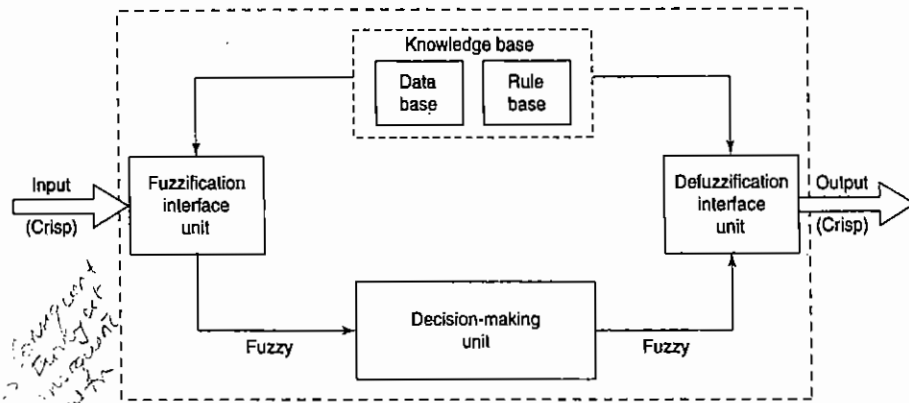 Knowledge base
Data
base
Rule
base
Input
(Crisp)
Fuzzification
interface
unit
Defuzzification
interface
unit
Output
(Crisp)
Decision-making
unit
Fuzzy
Fuzzy